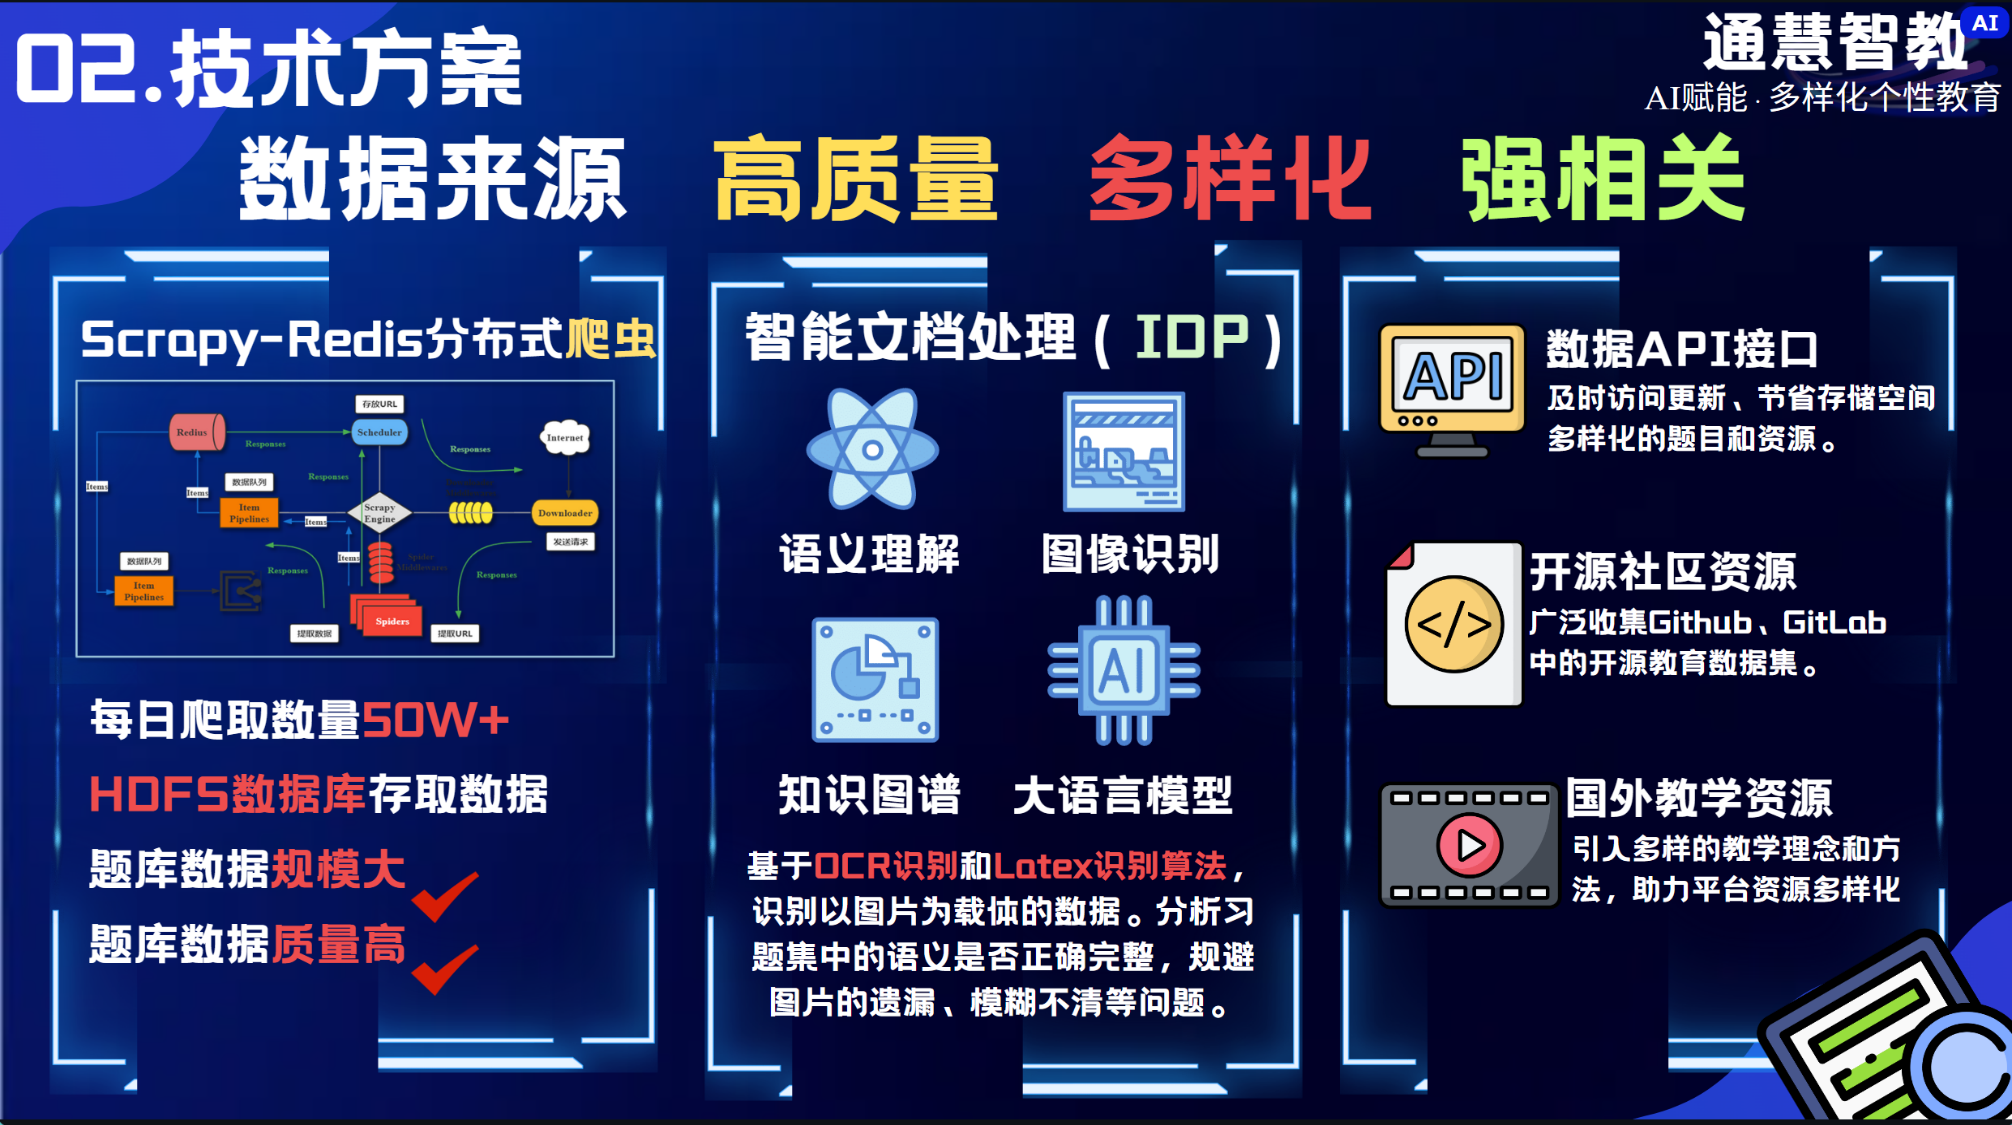 02.技术方案
通慧智教
AI
AI赋能·多样化个性教育
数据来源 高质量 多样化 强相关
Scrapy-Redis分布式爬虫
存放URL
Redius
Responses
Scheduler
Responses
Internet
Items
Items
数据队列
Responses
Item
Pipelines
Items
Scrapy
Engine
Downloader
发送请求
数据队列
Item
Pipelines
Responses
Items
Spider
Middlewares
Responses
Spiders
提取数据
提取URL
每日爬取数量50W+
HDFS数据库存取数据
题库数据规模大
题库数据质量高
智能文档处理( IDP )
语义理解
图像识别
AI
知识图谱
大语言模型
基于OCR识别和Latex识别算法,
识别以图片为载体的数据。分析习
题集中的语义是否正确完整,规避
图片的遗漏、模糊不清等问题。
API
数据API接口
及时访问更新、节省存储空间
多样化的题目和资源。
</>
开源社区资源
广泛收集Github、GitLab
中的开源教育数据集。
国外教学资源
引入多样的教学理念和方
法,助力平台资源多样化